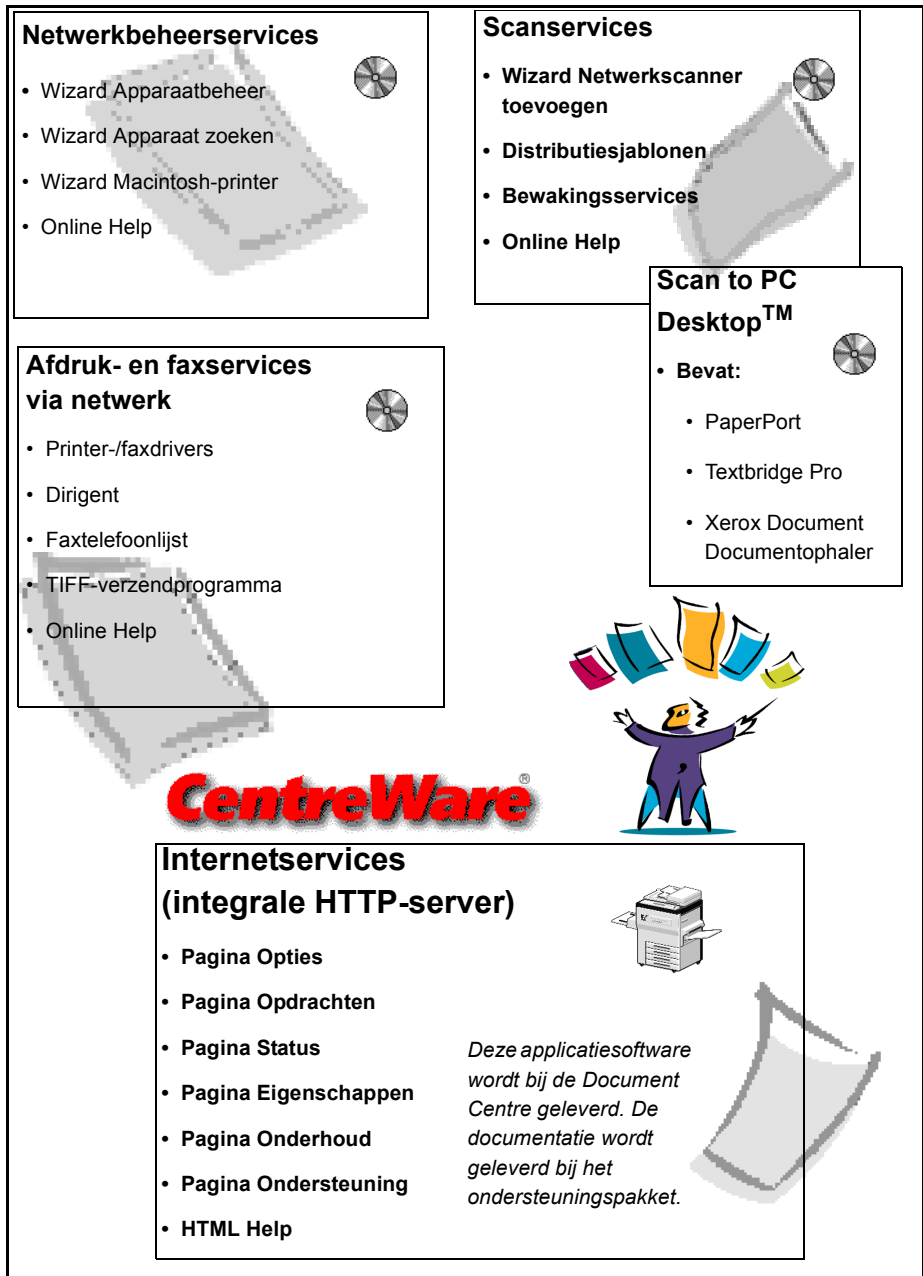 Netwerkbeheerservices
• Wizard Apparaatbeheer
• Wizard Apparaat zoeken
• Wizard Macintosh-printer
• Online Help
Scanservices
• Wizard Netwerkscanner
toevoegen
• Distributiesjablonen
• Bewakingsservices
• Online Help
Scan to PC
Desktop™
• Bevat:
• PaperPort
• Textbridge Pro
• Xerox Document
Documentophaler
Afdruk- en faxservices
via netwerk
• Printer-/faxdrivers
• Dirigent
• Faxtelefoonlijst
• TIFF-verzendprogramma
• Online Help
CentreWare®
Internetservices
(integrale HTTP-server)
• Pagina Opties
• Pagina Opdrachten
• Pagina Status
• Pagina Eigenschappen
• Pagina Onderhoud
• Pagina Ondersteuning
• HTML Help
Deze applicatiesoftware
wordt bij de Document
Centre geleverd. De
documentatie wordt
geleverd bij het
ondersteuningspakket.